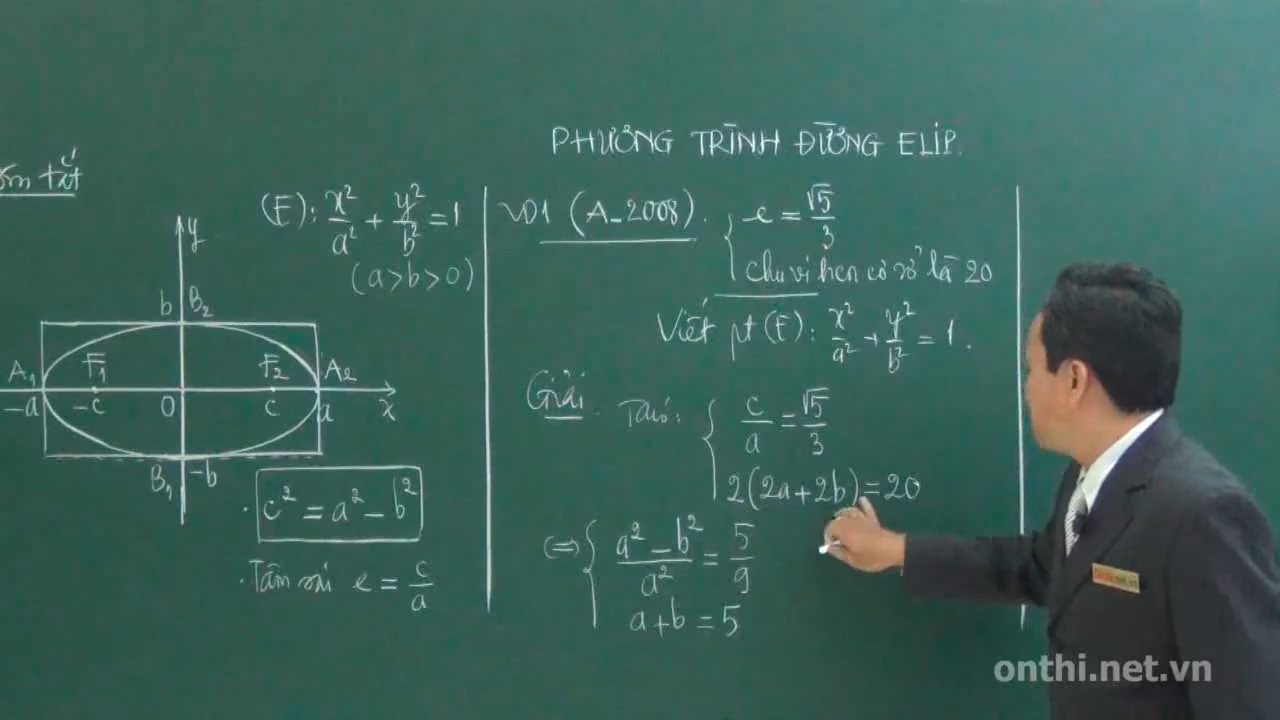 PHƯƠNG TRÌNH ĐƯỜNG ELIP.
tắt
(E): x²/a² + y²/b² = 1
(a > b > 0)
y
b B₂
A₁ F₁ F₂ A₂
-a -c O c a x
B₁ -b
. c² = a² - b²
. Tâm sai e = c/a
VD1 (A_2008). { e = √5/3
chu vi hcn cơ sở là 20
Viết pt (E): x²/a² + y²/b² = 1.
Giải. Ta có: { c/a = √5/3
2(2a + 2b) = 20
⇔ { (a² - b²)/a² = 5/9
a + b = 5
onthi.net.vn